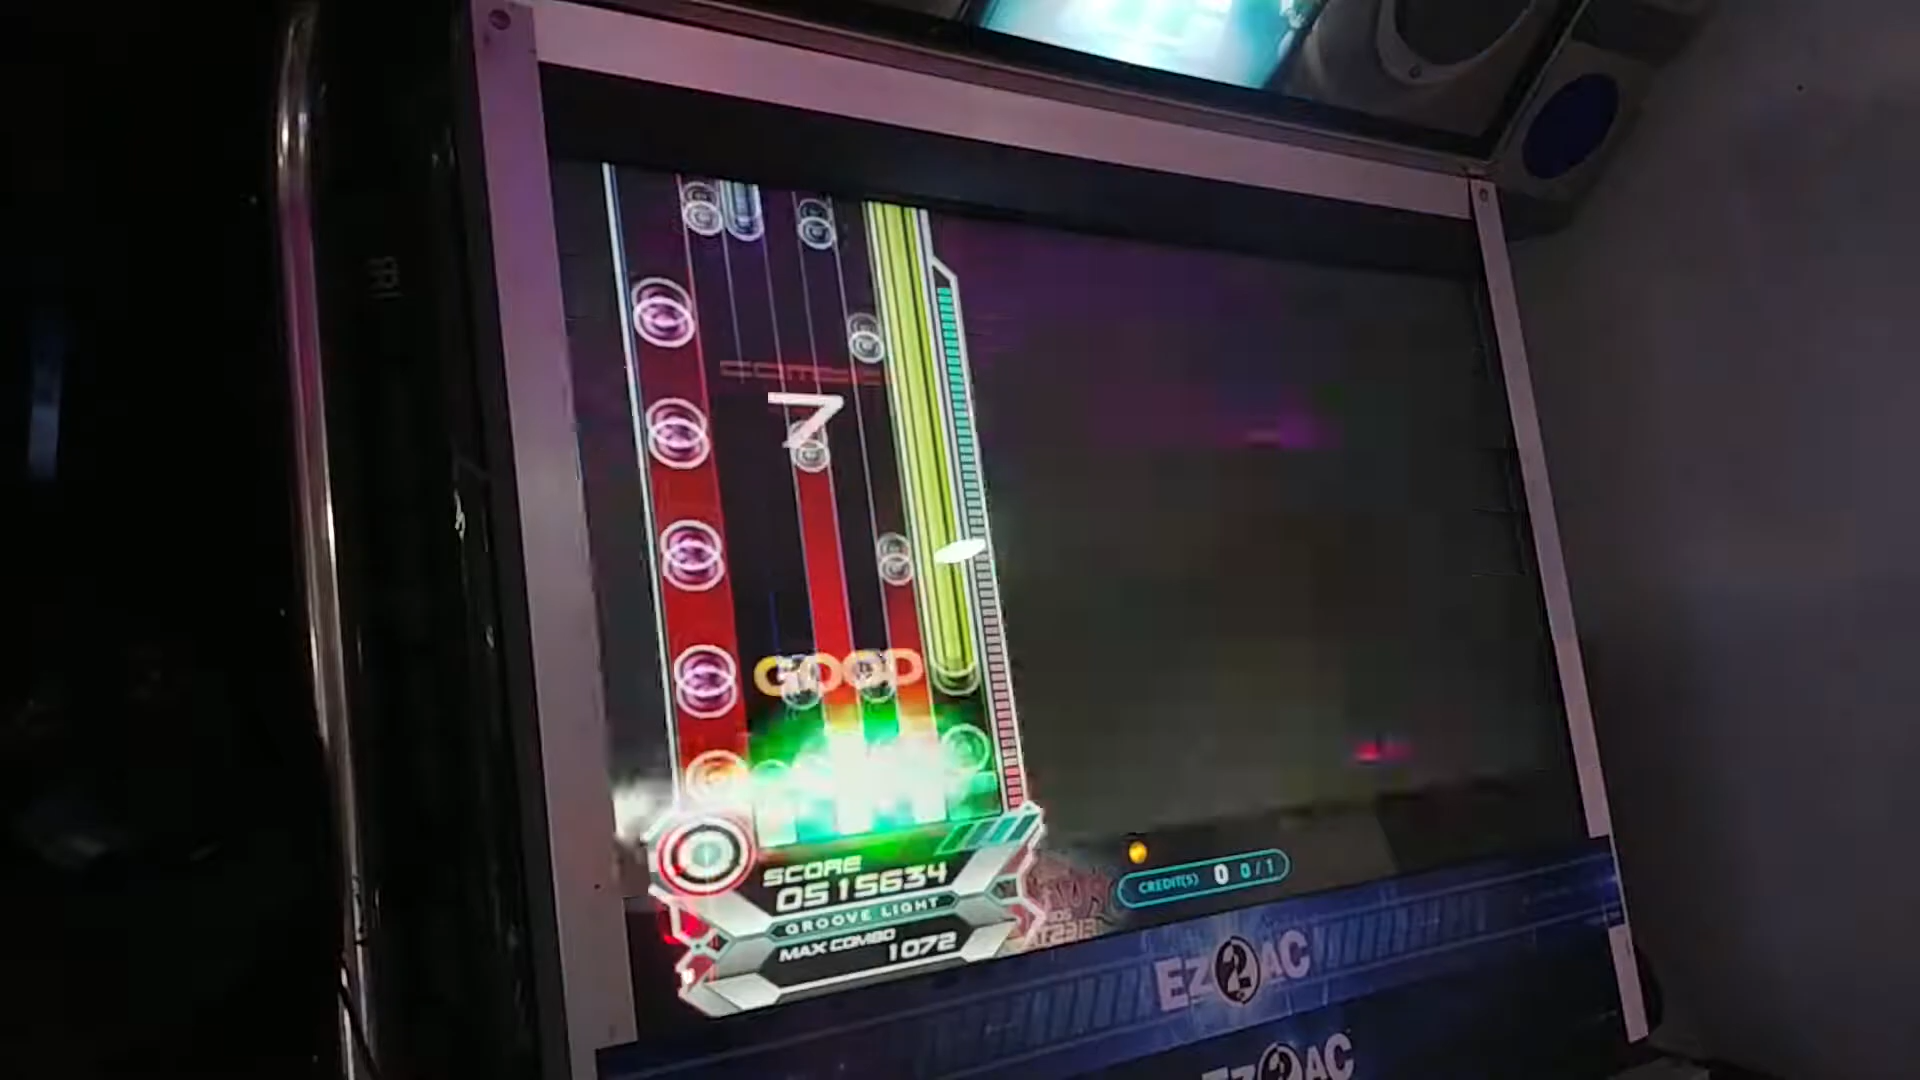 COMBO
7
GOOD
SCORE
0515634
GROOVE LIGHT
MAX COMBO 1072
CREDIT(S) 0 0/1
EZ2AC
EZ2AC